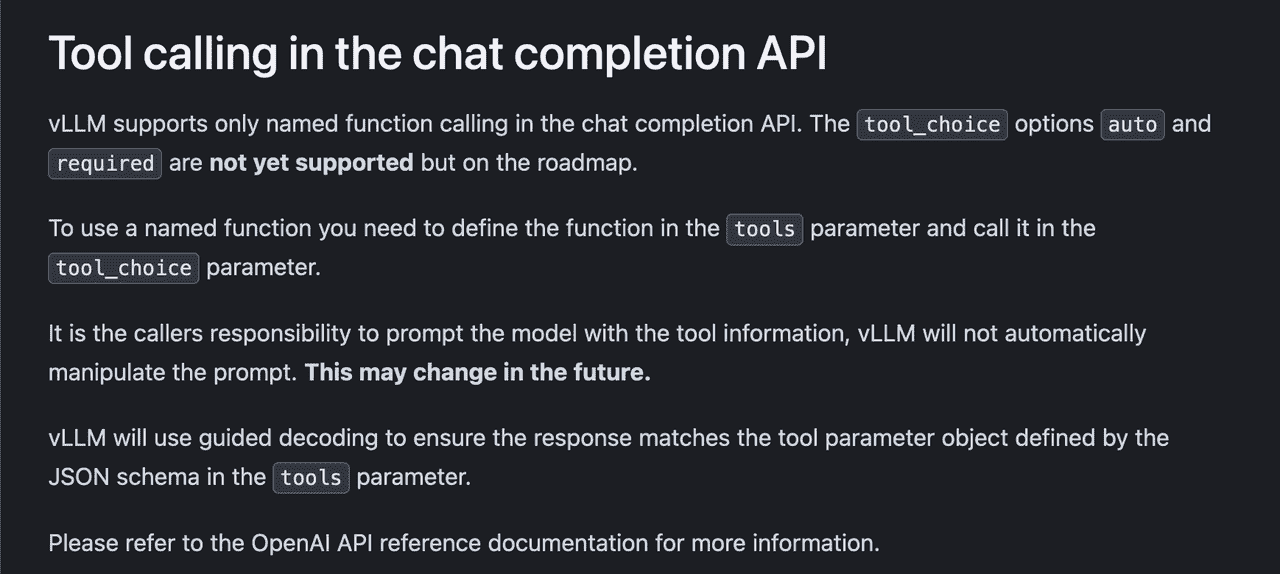 Tool calling in the chat completion API
vLLM supports only named function calling in the chat completion API. The tool_choice options auto and
required are not yet supported but on the roadmap.
To use a named function you need to define the function in the tools parameter and call it in the
tool_choice parameter.
It is the callers responsibility to prompt the model with the tool information, vLLM will not automatically
manipulate the prompt. This may change in the future.
vLLM will use guided decoding to ensure the response matches the tool parameter object defined by the
JSON schema in the tools parameter.
Please refer to the OpenAI API reference documentation for more information.